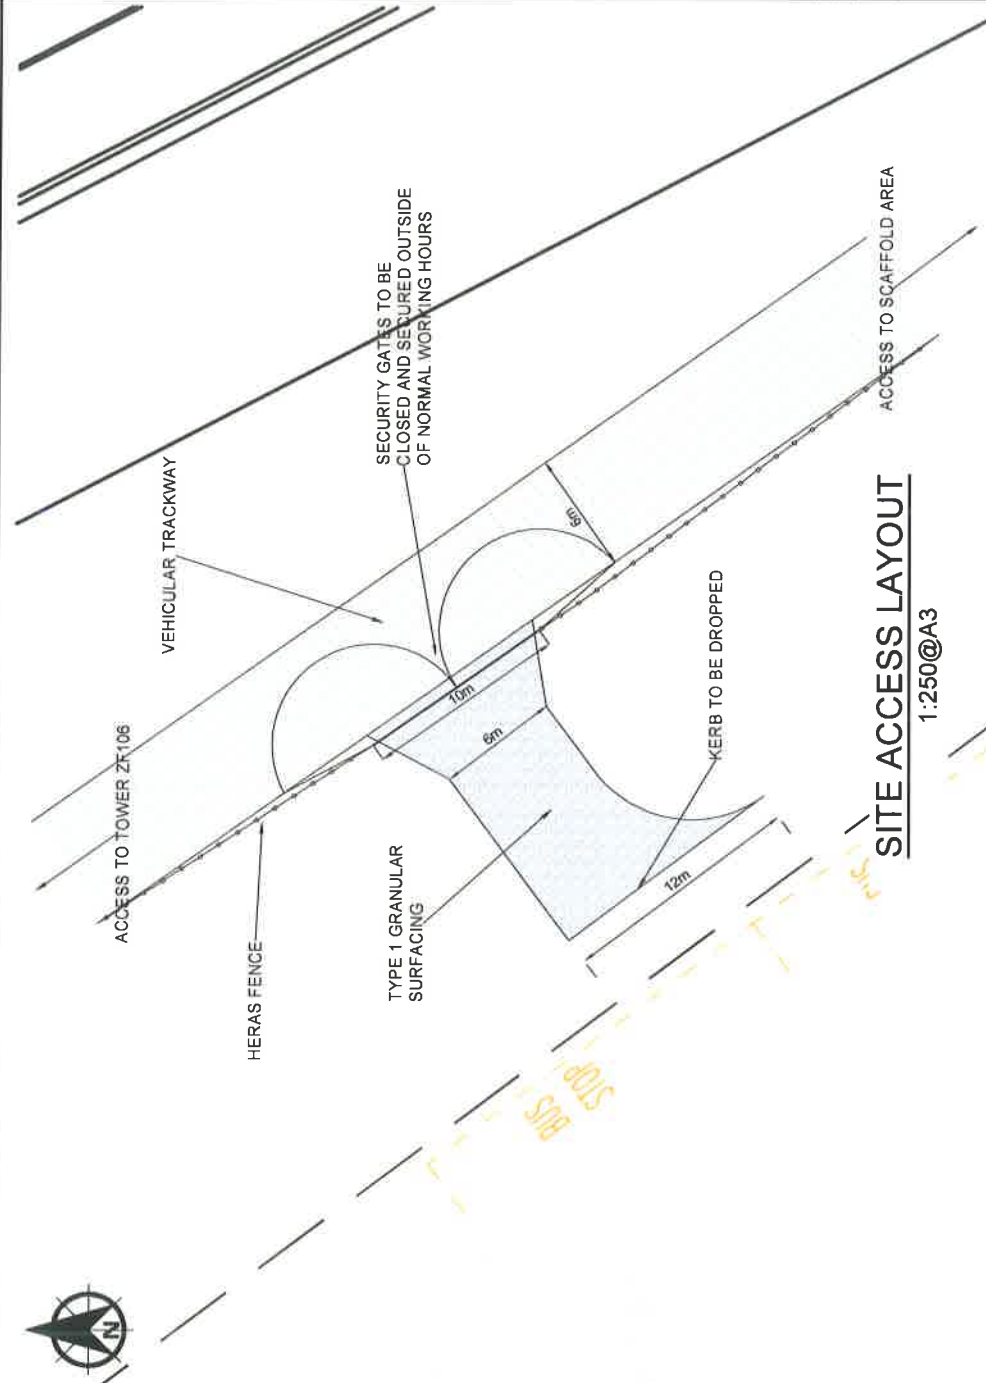 N
ACCESS TO TOWER ZF106
VEHICULAR TRACKWAY
HERAS FENCE
SECURITY GATES TO BE
CLOSED AND SECURED OUTSIDE
OF NORMAL WORKING HOURS
TYPE 1 GRANULAR
SURFACING
10m
6m
6m
BUS
STOP
12m
KERB TO BE DROPPED
ACCESS TO SCAFFOLD AREA
SITE ACCESS LAYOUT
1:250@A3